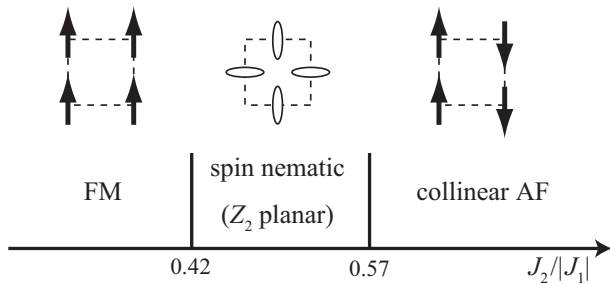 FM
spin nematic
(Z₂ planar)
collinear AF
0.42
0.57
J₂/|J₁|